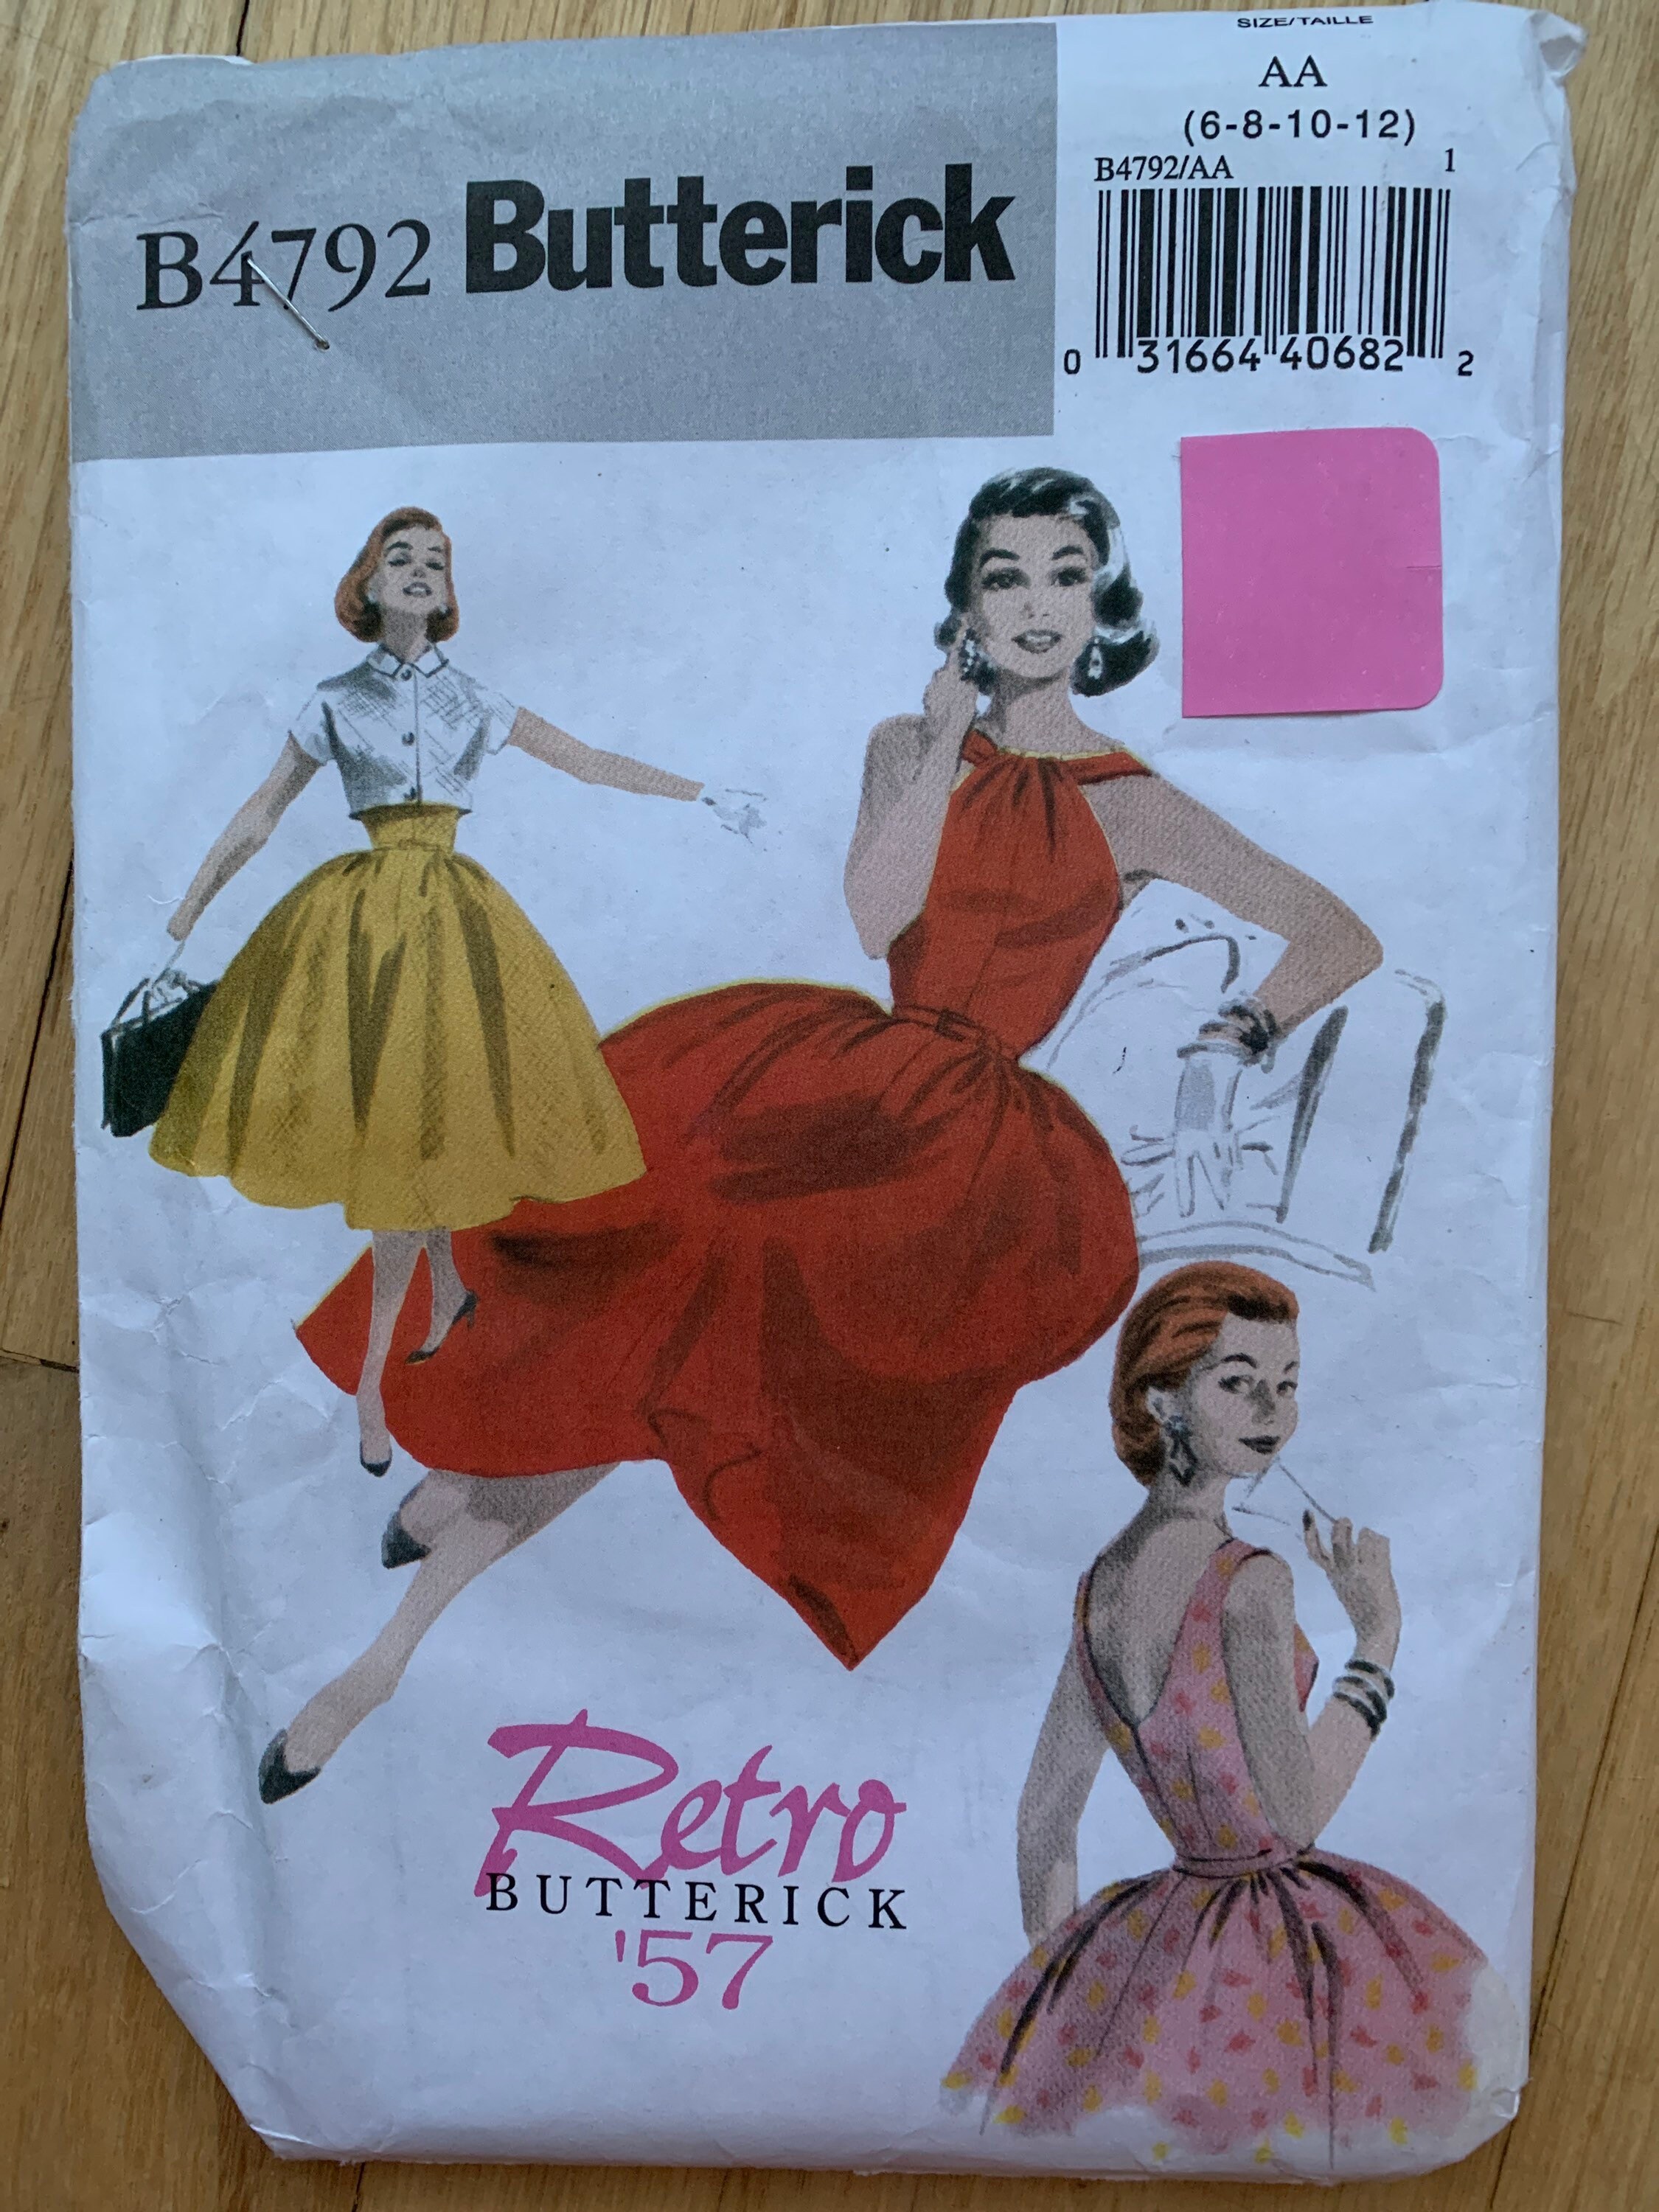 SIZE/TAILLE
AA
(6-8-10-12)
B4792/AA 1
B4792 Butterick
0 31664 40682 2
Retro
BUTTERICK
'57